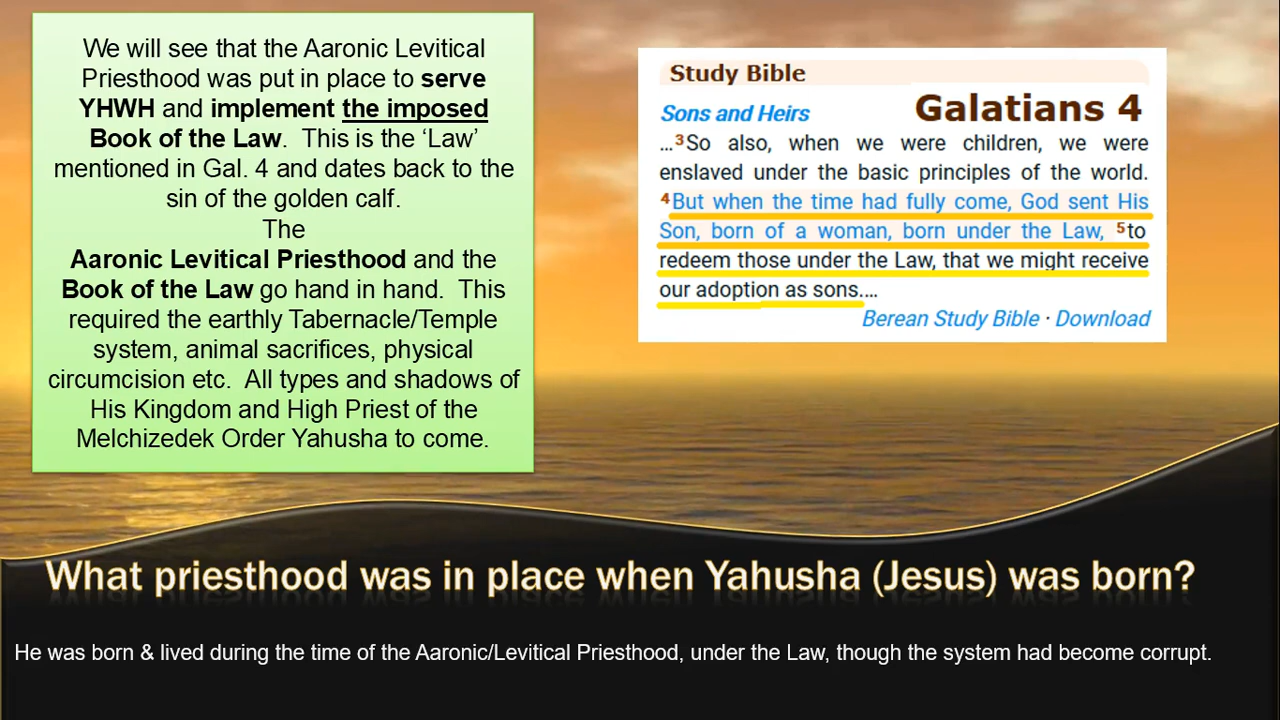 We will see that the Aaronic Levitical
Priesthood was put in place to serve
YHWH and implement the imposed
Book of the Law.  This is the ‘Law’
mentioned in Gal. 4 and dates back to the
sin of the golden calf.
The
Aaronic Levitical Priesthood and the
Book of the Law go hand in hand.  This
required the earthly Tabernacle/Temple
system, animal sacrifices, physical
circumcision etc.  All types and shadows of
His Kingdom and High Priest of the
Melchizedek Order Yahusha to come.
Study Bible
Sons and Heirs
Galatians 4
...3So also, when we were children, we were
enslaved under the basic principles of the world.
4But when the time had fully come, God sent His
Son, born of a woman, born under the Law, 5to
redeem those under the Law, that we might receive
our adoption as sons....
Berean Study Bible · Download
What priesthood was in place when Yahusha (Jesus) was born?
He was born & lived during the time of the Aaronic/Levitical Priesthood, under the Law, though the system had become corrupt.